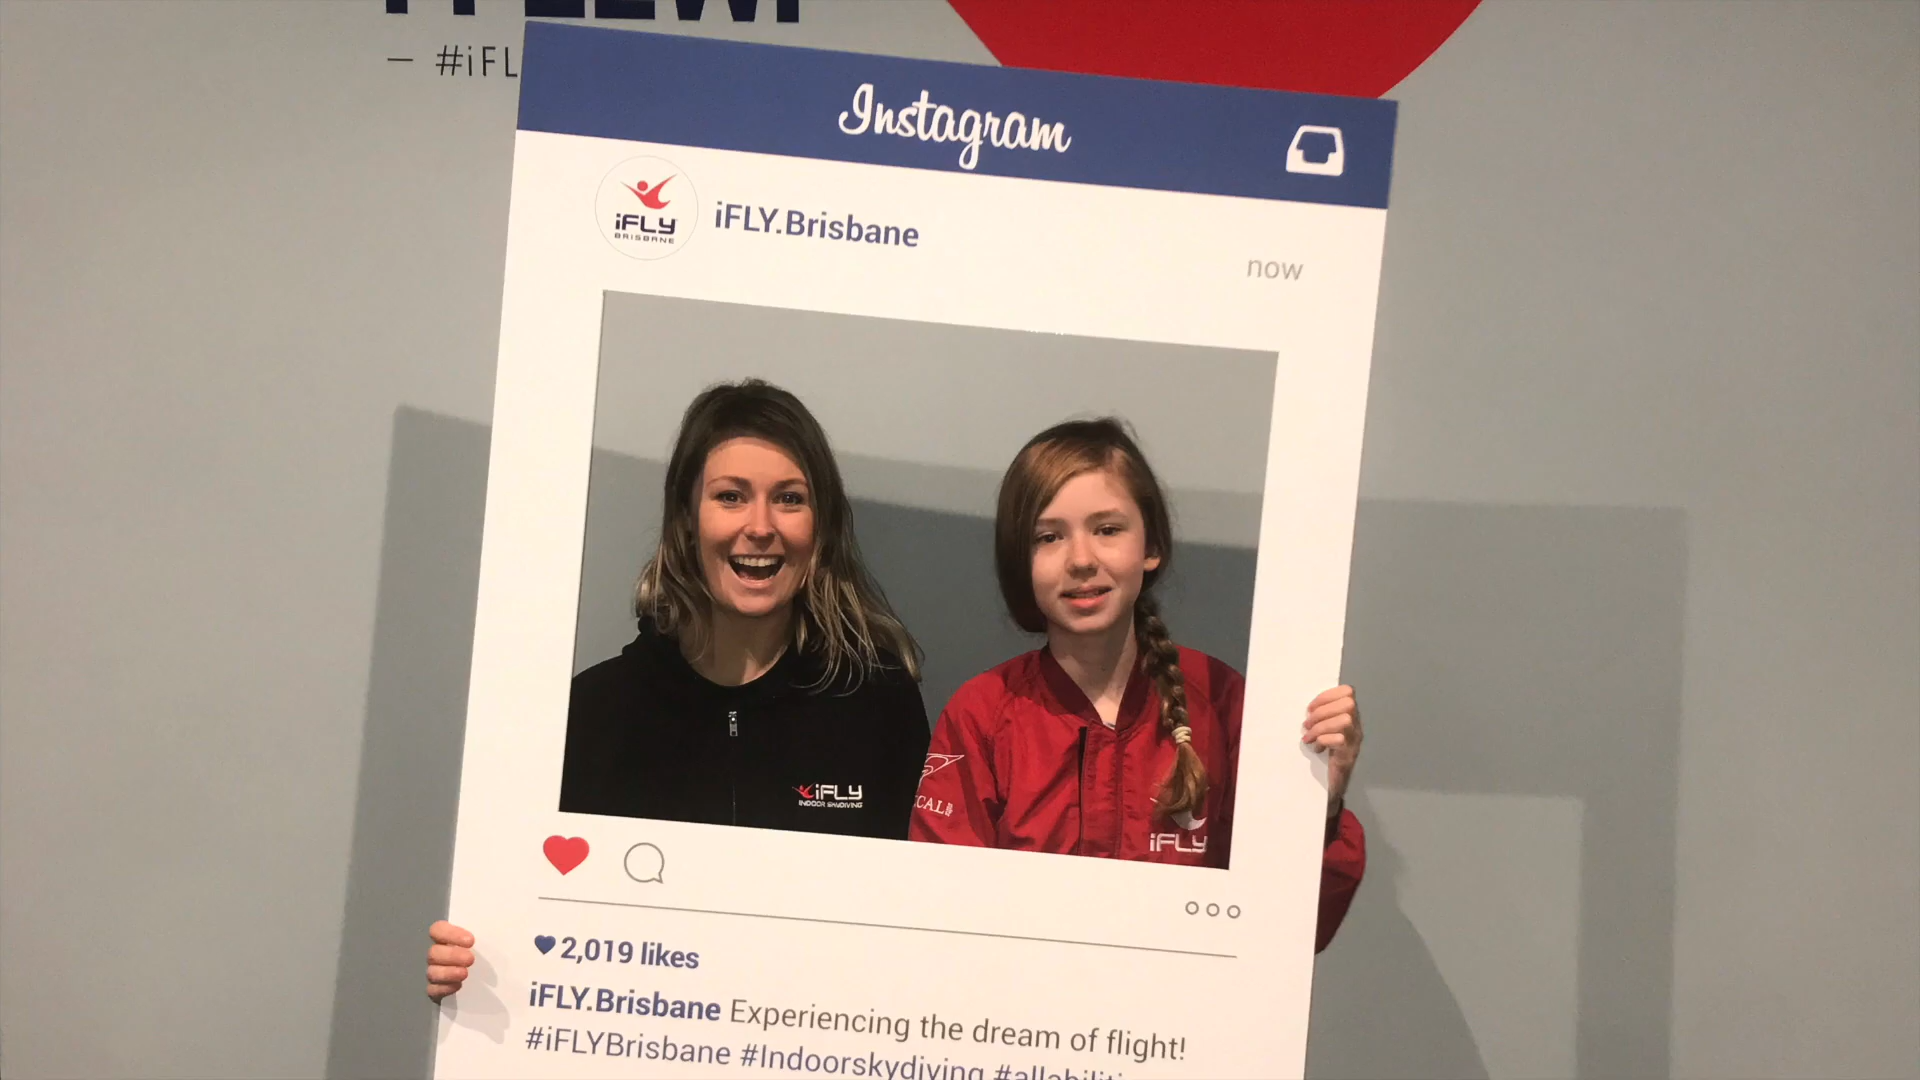 — #iFL
Instagram
iFLY
BRISBANE
iFLY.Brisbane
now
iFLY
INDOOR SKYDIVING
iFLY
2,019 likes
iFLY.Brisbane Experiencing the dream of flight!
#iFLYBrisbane #Indoorskydiving